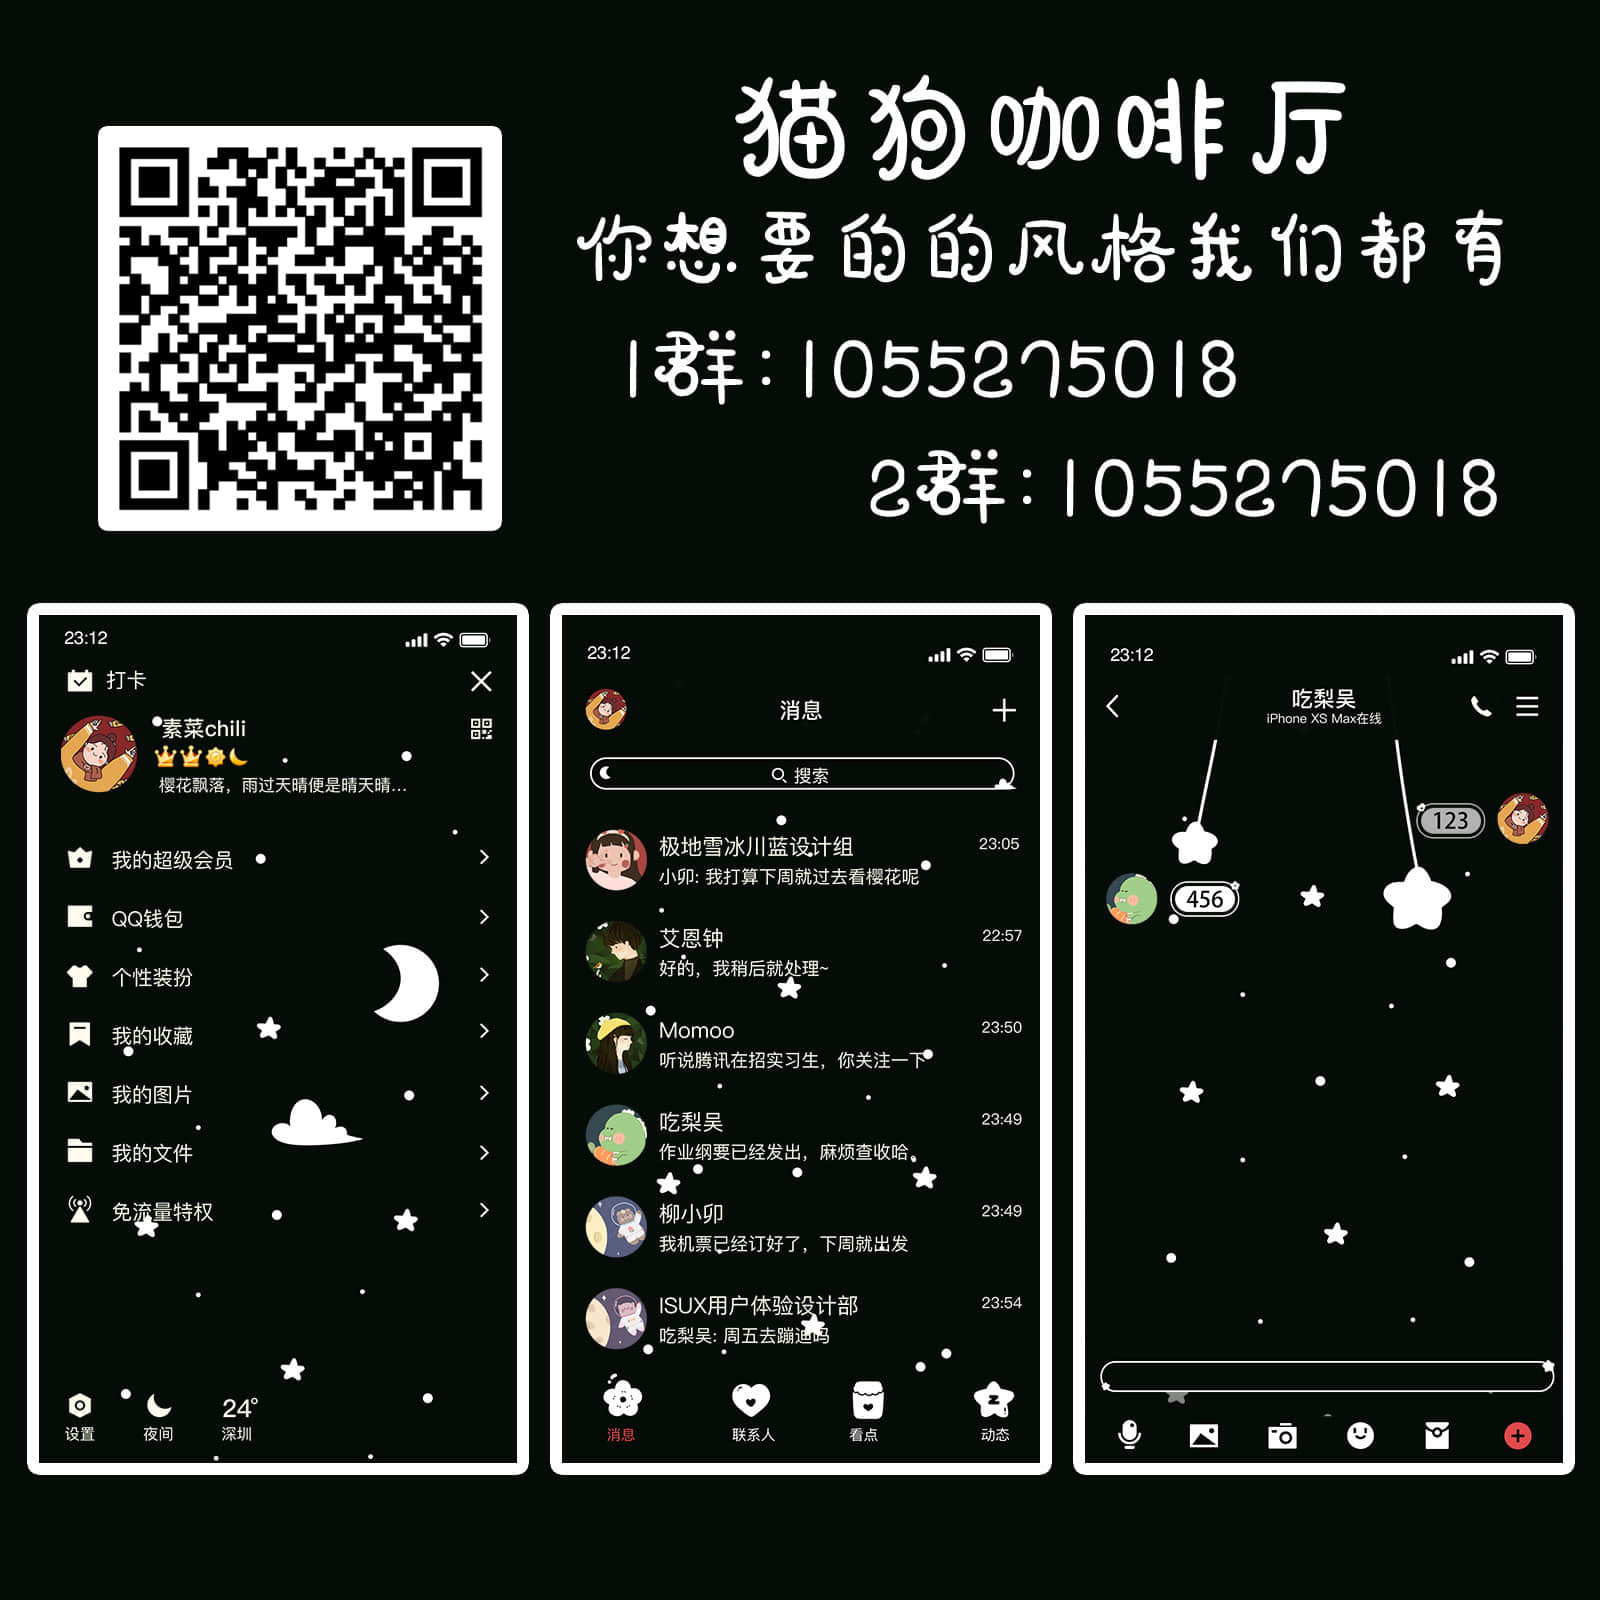 猫狗咖啡厅
你想要的的风格我们都有
1群:1055275018
2群:1055275018
23:12
打卡
素菜chili
樱花飘落，雨过天晴便是晴天晴...
我的超级会员
QQ钱包
个性装扮
我的收藏
我的图片
我的文件
免流量特权
24°
设置 夜间 深圳
23:12
消息
搜索
极地雪冰川蓝设计组 23:05
小卯: 我打算下周就过去看樱花呢
艾恩钟 22:57
好的，我稍后就处理~
Momoo 23:50
听说腾讯在招实习生，你关注一下
吃梨吴 23:49
作业纲要已经发出，麻烦查收哈。
柳小卯 23:49
我机票已经订好了，下周就出发
ISUX用户体验设计部 23:54
吃梨吴: 周五去蹦迪吗
消息 联系人 看点 动态
23:12
吃梨吴
iPhone XS Max在线
123
456